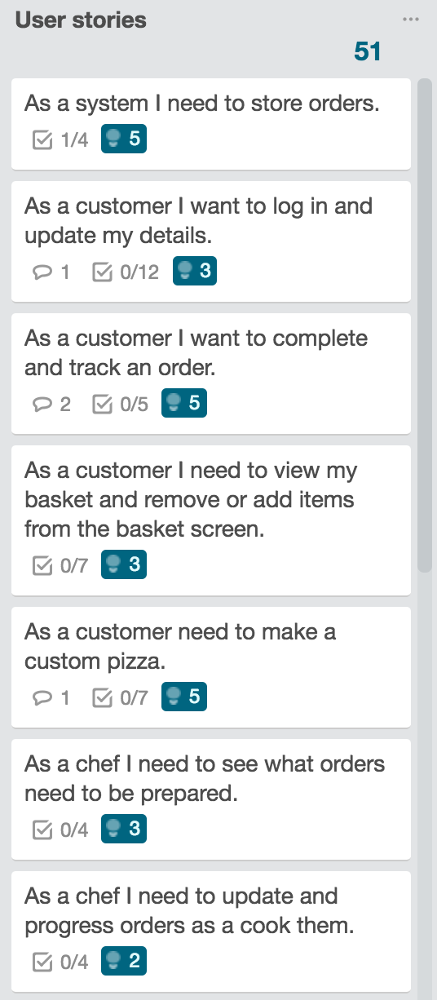 User stories
51
As a system I need to store orders.
1/4 5
As a customer I want to log in and
update my details.
1 0/12 3
As a customer I want to complete
and track an order.
2 0/5 5
As a customer I need to view my
basket and remove or add items
from the basket screen.
0/7 3
As a customer need to make a
custom pizza.
1 0/7 5
As a chef I need to see what orders
need to be prepared.
0/4 3
As a chef I need to update and
progress orders as a cook them.
0/4 2